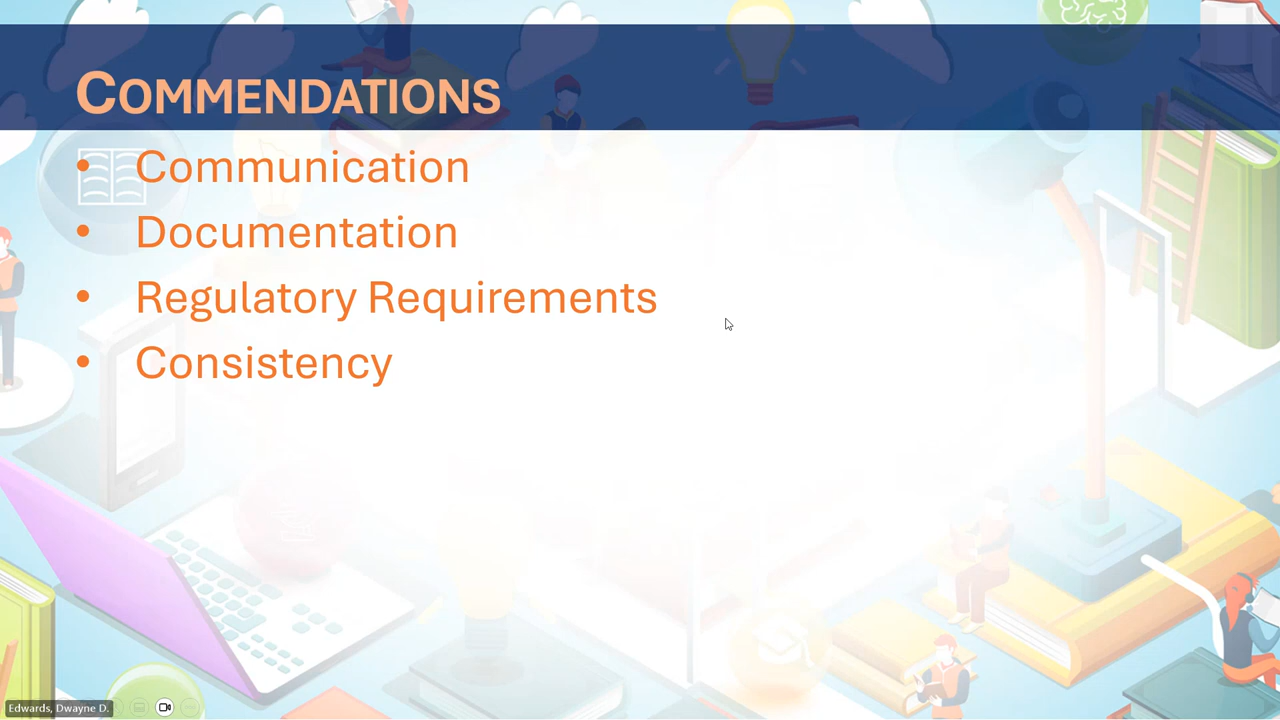 COMMENDATIONS
• Communication
• Documentation
• Regulatory Requirements
• Consistency
Edwards, Dwayne D.